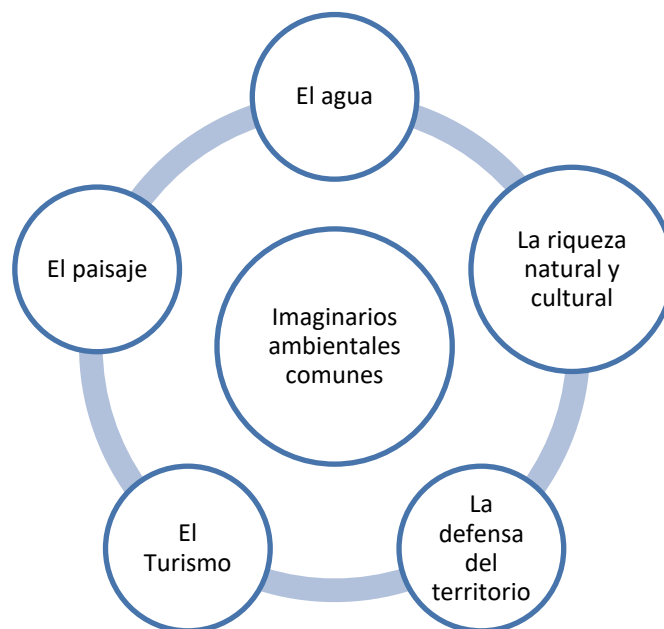 El agua
La riqueza
natural y
cultural
La
defensa
del
territorio
El
Turismo
El paisaje
Imaginarios
ambientales
comunes